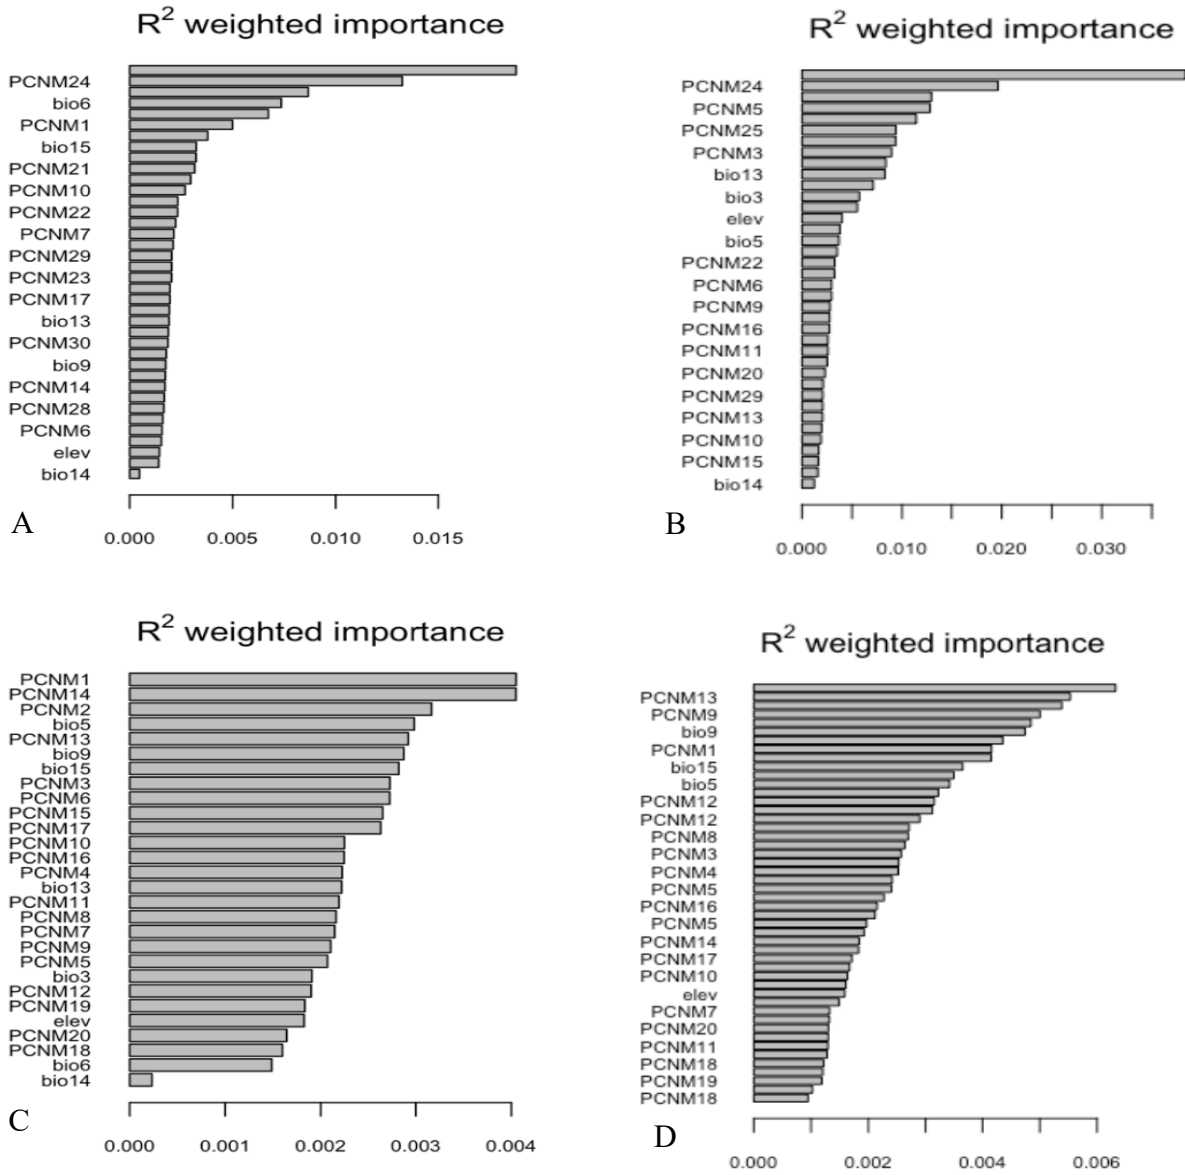 R² weighted importance
PCNM24
bio6
PCNM1
bio15
PCNM21
PCNM10
PCNM22
PCNM7
PCNM29
PCNM23
PCNM17
bio13
PCNM30
bio9
PCNM14
PCNM28
PCNM6
elev
bio14
0.000 0.005 0.010 0.015
A
R² weighted importance
PCNM24
PCNM5
PCNM25
PCNM3
bio13
bio3
elev
bio5
PCNM22
PCNM6
PCNM9
PCNM16
PCNM11
PCNM20
PCNM29
PCNM13
PCNM10
PCNM15
bio14
0.000 0.010 0.020 0.030
B
R² weighted importance
PCNM1
PCNM14
PCNM2
bio5
PCNM13
bio9
bio15
PCNM3
PCNM6
PCNM15
PCNM17
PCNM10
PCNM16
PCNM4
bio13
PCNM11
PCNM8
PCNM7
PCNM9
PCNM5
bio3
PCNM12
PCNM19
elev
PCNM20
PCNM18
bio6
bio14
0.000 0.001 0.002 0.003 0.004
C
R² weighted importance
PCNM13
PCNM9
bio9
PCNM1
bio15
bio5
PCNM12
PCNM12
PCNM8
PCNM3
PCNM4
PCNM5
PCNM16
PCNM5
PCNM14
PCNM17
PCNM10
elev
PCNM7
PCNM20
PCNM11
PCNM18
PCNM19
PCNM18
0.000 0.002 0.004 0.006
D